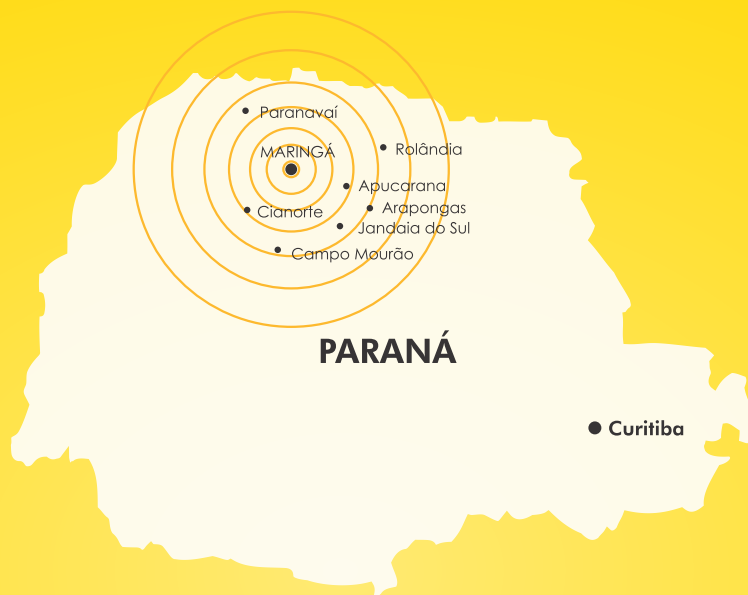 Paranavaí
MARINGÁ
Rolândia
Apucarana
Cianorte
Arapongas
Jandaia do Sul
Campo Mourão
PARANÁ
Curitiba